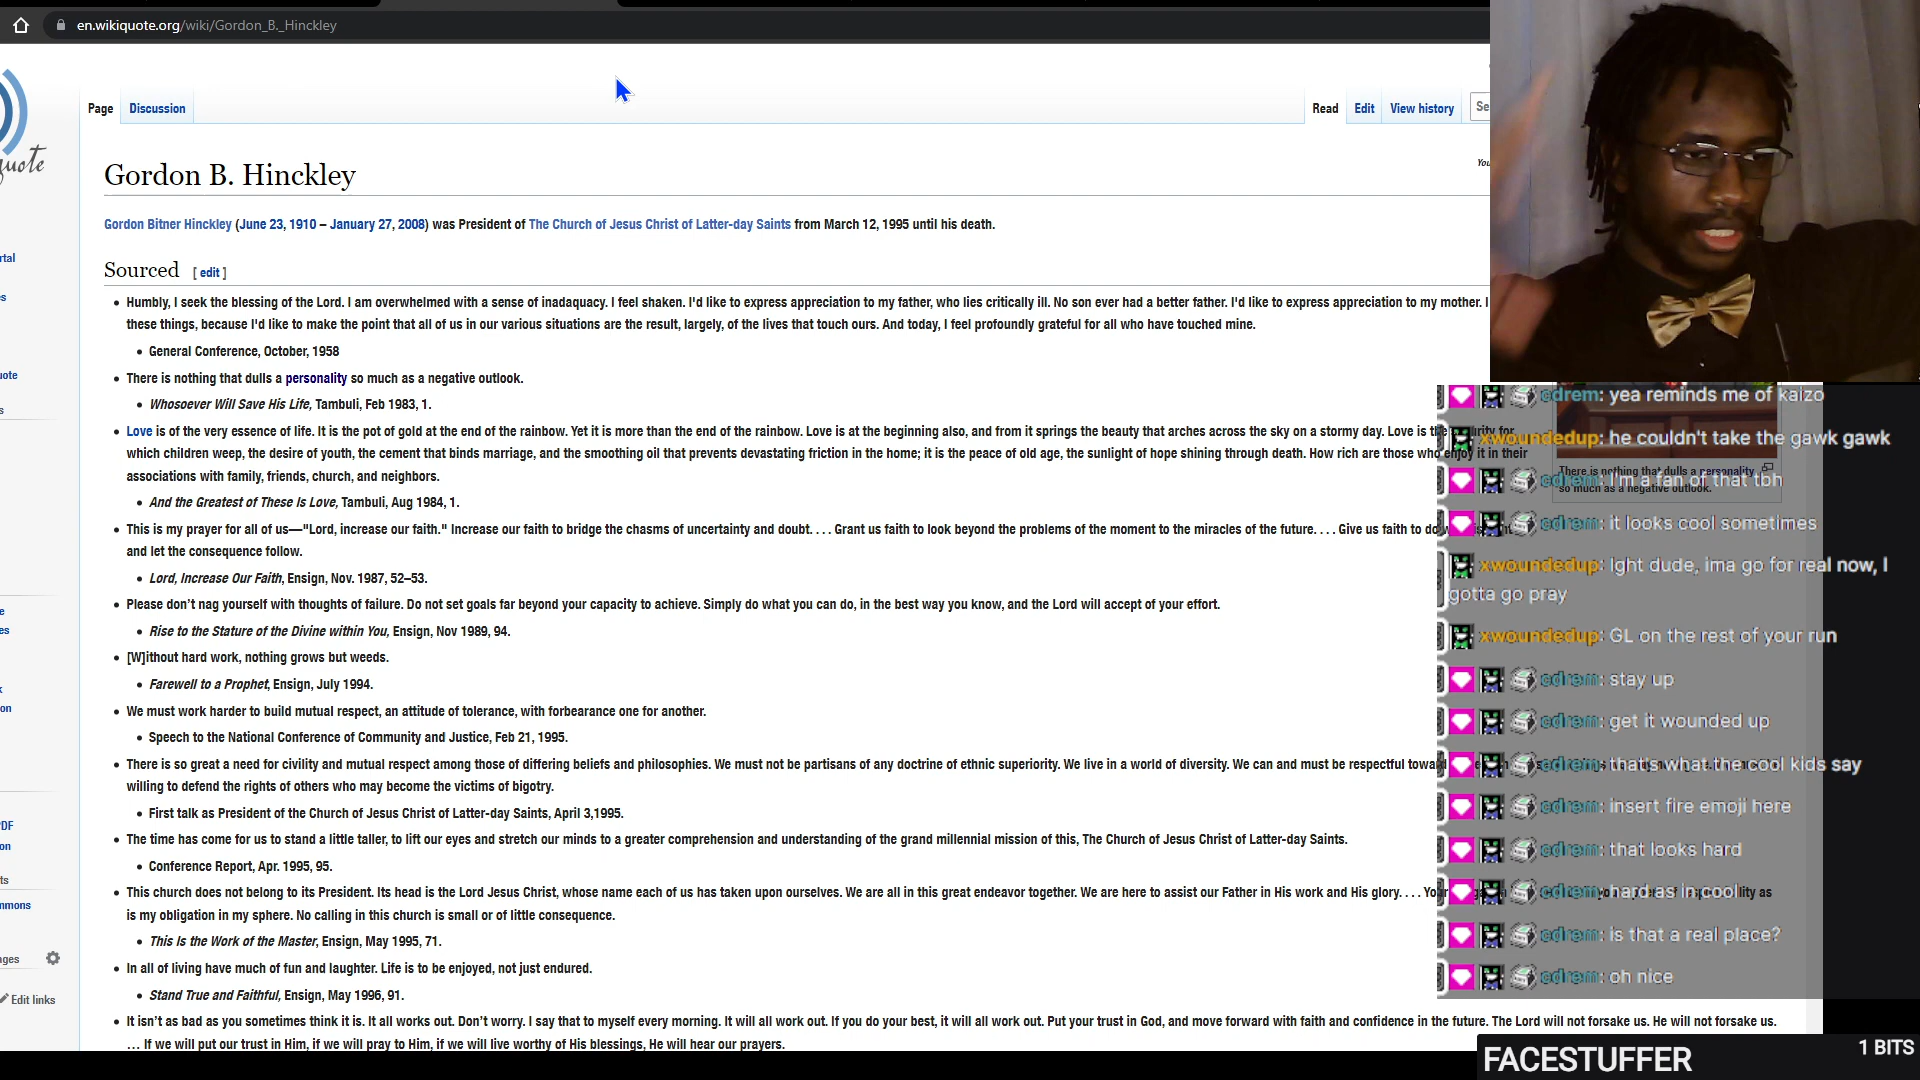 en.wikiquote.org/wiki/Gordon_B._Hinckley
Page
Discussion
Read
Edit
View history
Gordon B. Hinckley
Gordon Bitner Hinckley (June 23, 1910 – January 27, 2008) was President of The Church of Jesus Christ of Latter-day Saints from March 12, 1995 until his death.
Sourced [ edit ]
Humbly, I seek the blessing of the Lord. I am overwhelmed with a sense of inadaquacy. I feel shaken. I'd like to express appreciation to my father, who lies critically ill. No son ever had a better father. I'd like to express appreciation to my mother. I
these things, because I'd like to make the point that all of us in our various situations are the result, largely, of the lives that touch ours. And today, I feel profoundly grateful for all who have touched mine.
General Conference, October, 1958
There is nothing that dulls a personality so much as a negative outlook.
Whosoever Will Save His Life, Tambuli, Feb 1983, 1.
Love is of the very essence of life. It is the pot of gold at the end of the rainbow. Yet it is more than the end of the rainbow. Love is at the beginning also, and from it springs the beauty that arches across the sky on a stormy day. Love is the for
which children weep, the desire of youth, the cement that binds marriage, and the smoothing oil that prevents devastating friction in the home; it is the peace of old age, the sunlight of hope shining through death. How rich are those who enjoy it in their
associations with family, friends, church, and neighbors.
And the Greatest of These Is Love, Tambuli, Aug 1984, 1.
This is my prayer for all of us—"Lord, increase our faith." Increase our faith to bridge the chasms of uncertainty and doubt. . . . Grant us faith to look beyond the problems of the moment to the miracles of the future. . . . Give us faith to do
and let the consequence follow.
Lord, Increase Our Faith, Ensign, Nov. 1987, 52–53.
Please don’t nag yourself with thoughts of failure. Do not set goals far beyond your capacity to achieve. Simply do what you can do, in the best way you know, and the Lord will accept of your effort.
Rise to the Stature of the Divine within You, Ensign, Nov 1989, 94.
[W]ithout hard work, nothing grows but weeds.
Farewell to a Prophet, Ensign, July 1994.
We must work harder to build mutual respect, an attitude of tolerance, with forbearance one for another.
Speech to the National Conference of Community and Justice, Feb 21, 1995.
There is so great a need for civility and mutual respect among those of differing beliefs and philosophies. We must not be partisans of any doctrine of ethnic superiority. We live in a world of diversity. We can and must be respectful
willing to defend the rights of others who may become the victims of bigotry.
First talk as President of the Church of Jesus Christ of Latter-day Saints, April 3,1995.
The time has come for us to stand a little taller, to lift our eyes and stretch our minds to a greater comprehension and understanding of the grand millennial mission of this, The Church of Jesus Christ of Latter-day Saints.
Conference Report, Apr. 1995, 95.
This church does not belong to its President. Its head is the Lord Jesus Christ, whose name each of us has taken upon ourselves. We are all in this great endeavor together. We are here to assist our Father in His work and His glory. . . . as
is my obligation in my sphere. No calling in this church is small or of little consequence.
This Is the Work of the Master, Ensign, May 1995, 71.
In all of living have much of fun and laughter. Life is to be enjoyed, not just endured.
Stand True and Faithful, Ensign, May 1996, 91.
It isn’t as bad as you sometimes think it is. It all works out. Don’t worry. I say that to myself every morning. It will all work out. If you do your best, it will all work out. Put your trust in God, and move forward with faith and confidence in the future. The Lord will not forsake us. He will not forsake us.
… If we will put our trust in Him, if we will pray to Him, if we will live worthy of His blessings, He will hear our prayers.
Edit links
There is nothing that dulls a personality
so much as a negative outlook.
edrem: yea reminds me of kaizo
xwoundedup: he couldn't take the gawk gawk
edrem: I'm a fan of that tbh
edrem: it looks cool sometimes
xwoundedup: Ight dude, ima go for real now, I
gotta go pray
xwoundedup: GL on the rest of your run
edrem: stay up
edrem: get it wounded up
edrem: that's what the cool kids say
edrem: insert fire emoji here
edrem: that looks hard
edrem: hard as in cool
edrem: is that a real place?
edrem: oh nice
FACESTUFFER
1 BITS